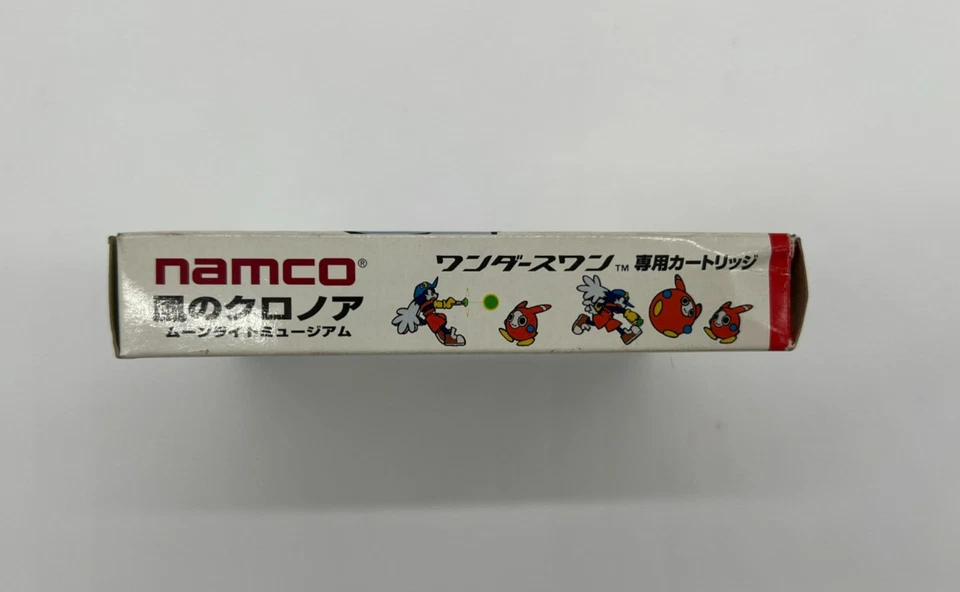 namco®
風のクロノア
ムーンライトミュージアム
ワンダースワン™専用カートリッジ